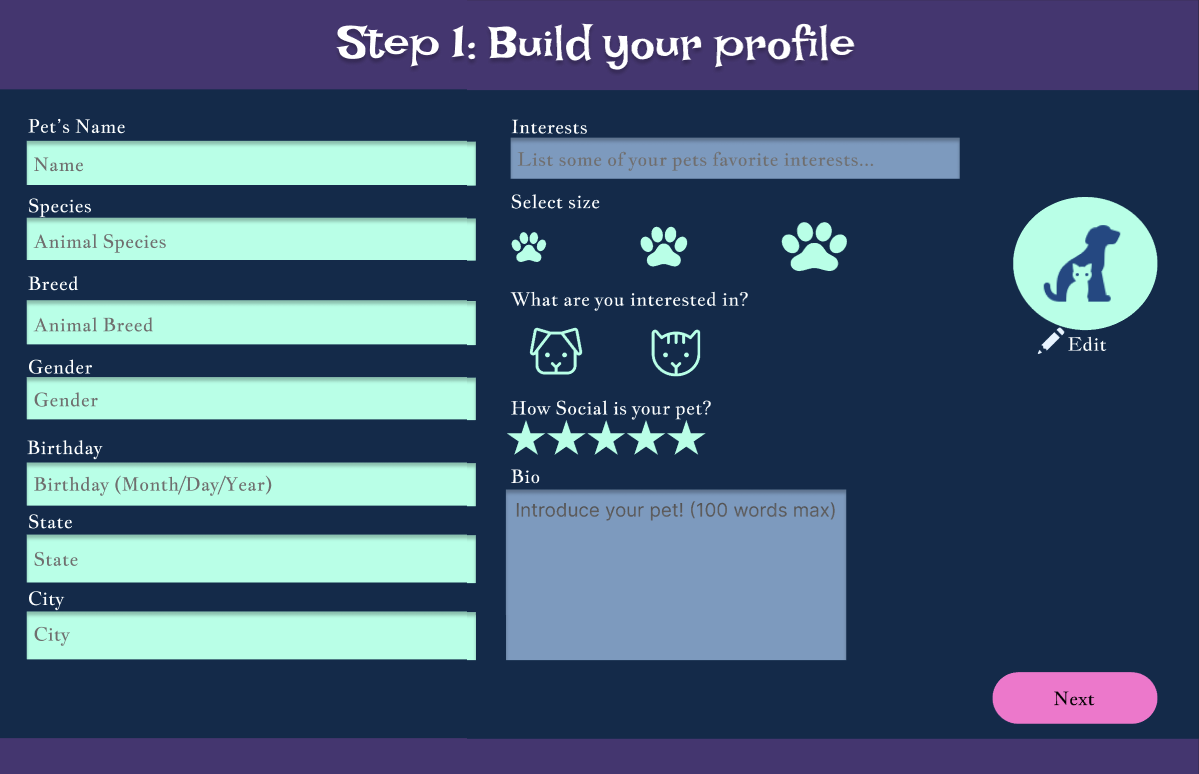 Step 1: Build your profile
Pet's Name
Name
Species
Animal Species
Breed
Animal Breed
Gender
Gender
Birthday
Birthday (Month/Day/Year)
State
State
City
City
Interests
List some of your pets favorite interests...
Select size
What are you interested in?
How Social is your pet?
Bio
Introduce your pet! (100 words max)
Edit
Next